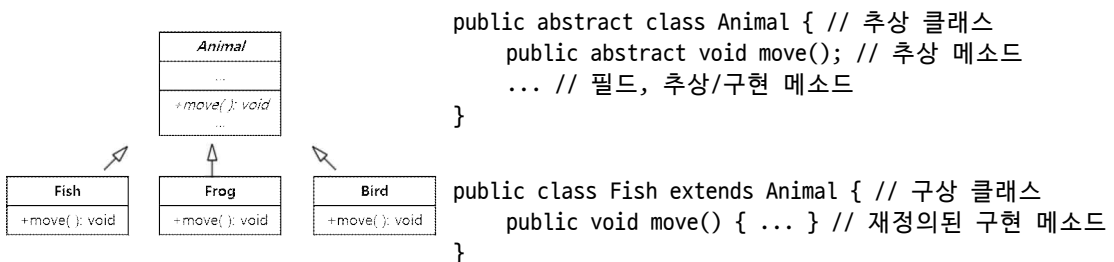 Animal
...
+move( ): void
...
Fish
+move( ): void
Frog
+move( ): void
Bird
+move( ): void
public abstract class Animal { // 추상 클래스
public abstract void move(); // 추상 메소드
... // 필드, 추상/구현 메소드
}
public class Fish extends Animal { // 구상 클래스
public void move() { ... } // 재정의된 구현 메소드
}